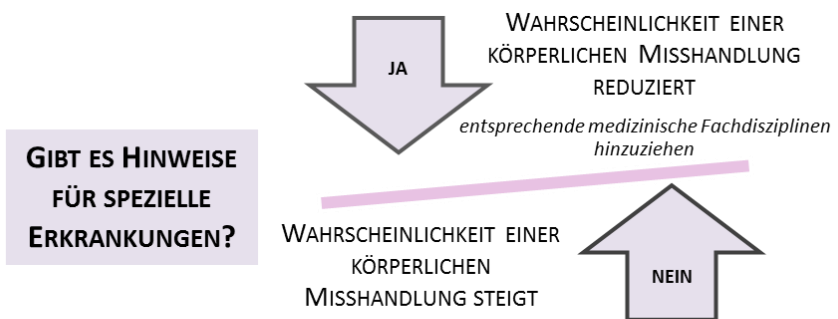 GIBT ES HINWEISE
FÜR SPEZIELLE
ERKRANKUNGEN?
JA
WAHRSCHEINLICHKEIT EINER
KÖRPERLICHEN MISSHANDLUNG
REDUZIERT
entsprechende medizinische Fachdisziplinen
hinzuziehen
WAHRSCHEINLICHKEIT EINER
KÖRPERLICHEN
MISSHANDLUNG STEIGT
NEIN